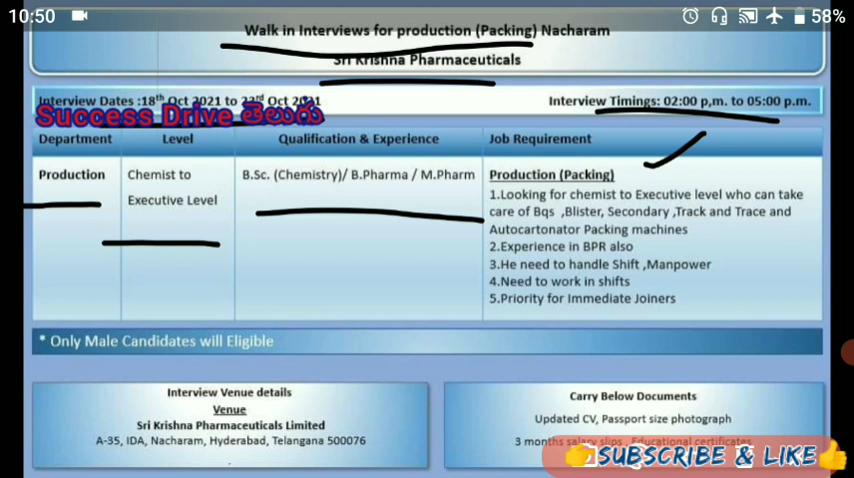 10:50
58%
Walk in Interviews for production (Packing) Nacharam
Sri Krishna Pharmaceuticals
Interview Dates :18th Oct 2021 to 22nd Oct 2021
Interview Timings: 02:00 p,m. to 05:00 p.m.
Success Drive తెలుగు
Department
Level
Qualification & Experience
Job Requirement
Production
Chemist to
Executive Level
B.Sc. (Chemistry)/ B.Pharma / M.Pharm
Production (Packing)
1.Looking for chemist to Executive level who can take
care of Bqs ,Blister, Secondary ,Track and Trace and
Autocartonator Packing machines
2.Experience in BPR also
3.He need to handle Shift ,Manpower
4.Need to work in shifts
5.Priority for Immediate Joiners
* Only Male Candidates will Eligible
Interview Venue details
Venue
Sri Krishna Pharmaceuticals Limited
A-35, IDA, Nacharam, Hyderabad, Telangana 500076
Carry Below Documents
Updated CV, Passport size photograph
3 months salary slips , Educational certificates
SUBSCRIBE & LIKE